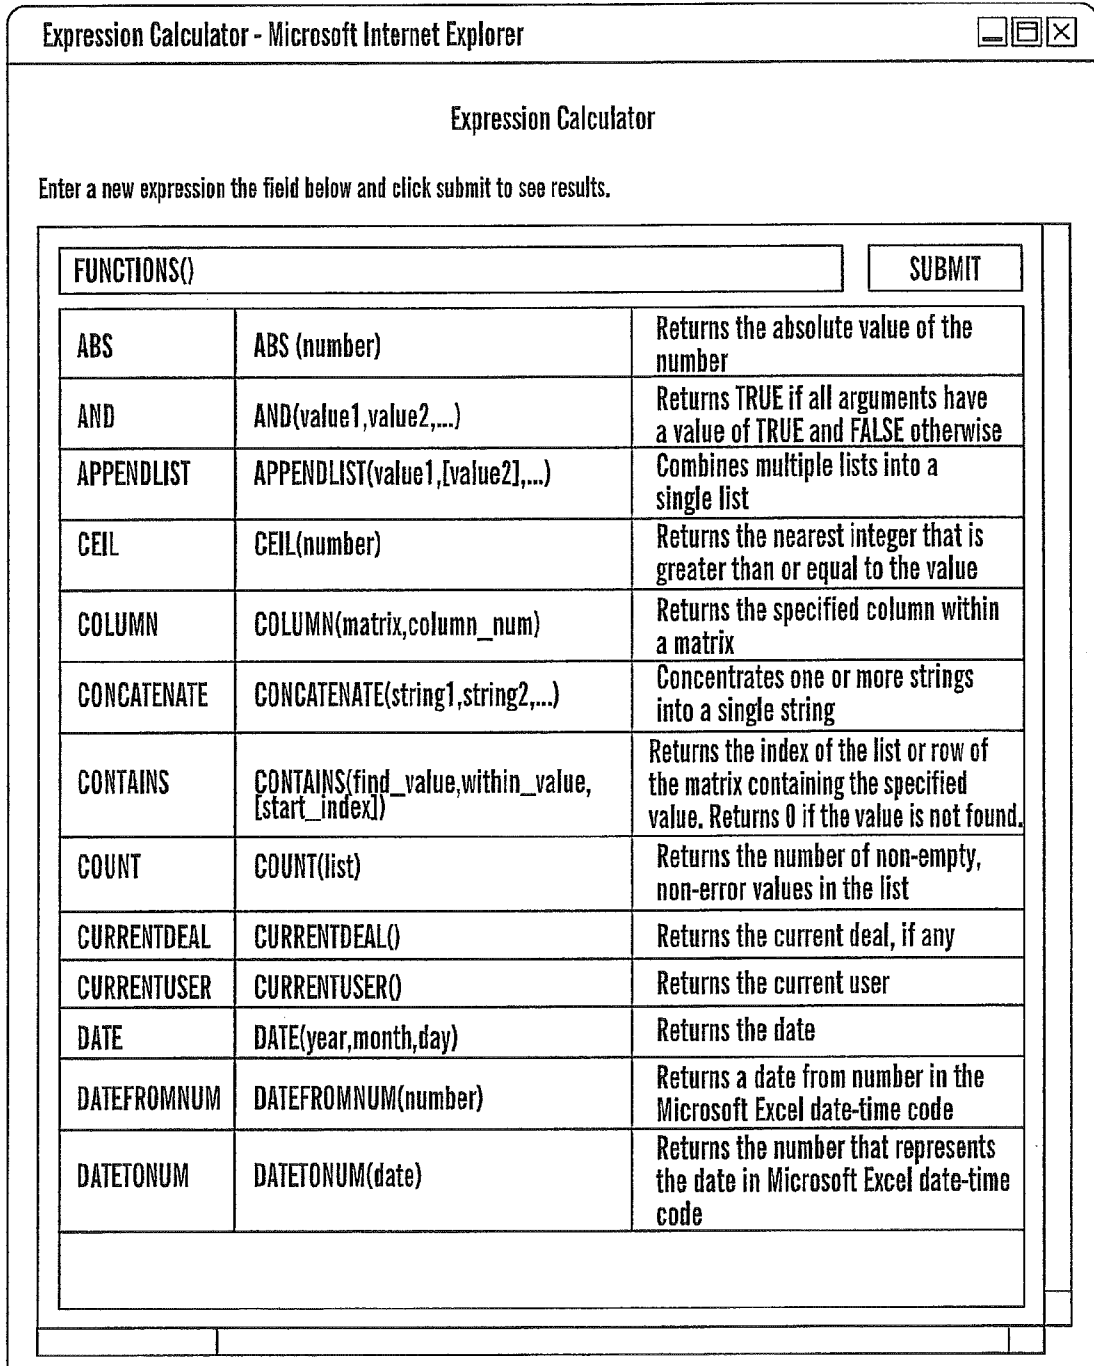 Expression Calculator - Microsoft Internet Explorer
Expression Calculator
Enter a new expression the field below and click submit to see results.
FUNCTIONS()
SUBMIT
ABS
ABS (number)
Returns the absolute value of the
number
AND
AND(value1,value2,...)
Returns TRUE if all arguments have
a value of TRUE and FALSE otherwise
APPENDLIST
APPENDLIST(value1,[value2],...)
Combines multiple lists into a
single list
CEIL
CEIL(number)
Returns the nearest integer that is
greater than or equal to the value
COLUMN
COLUMN(matrix,column_num)
Returns the specified column within
a matrix
CONCATENATE
CONCATENATE(string1,string2,...)
Concentrates one or more strings
into a single string
CONTAINS
CONTAINS(find_value,within_value,
[start_index])
Returns the index of the list or row of
the matrix containing the specified
value. Returns 0 if the value is not found.
COUNT
COUNT(list)
Returns the number of non-empty,
non-error values in the list
CURRENTDEAL
CURRENTDEAL()
Returns the current deal, if any
CURRENTUSER
CURRENTUSER()
Returns the current user
DATE
DATE(year,month,day)
Returns the date
DATEFROMNUM
DATEFROMNUM(number)
Returns a date from number in the
Microsoft Excel date-time code
DATETONUM
DATETONUM(date)
Returns the number that represents
the date in Microsoft Excel date-time
code